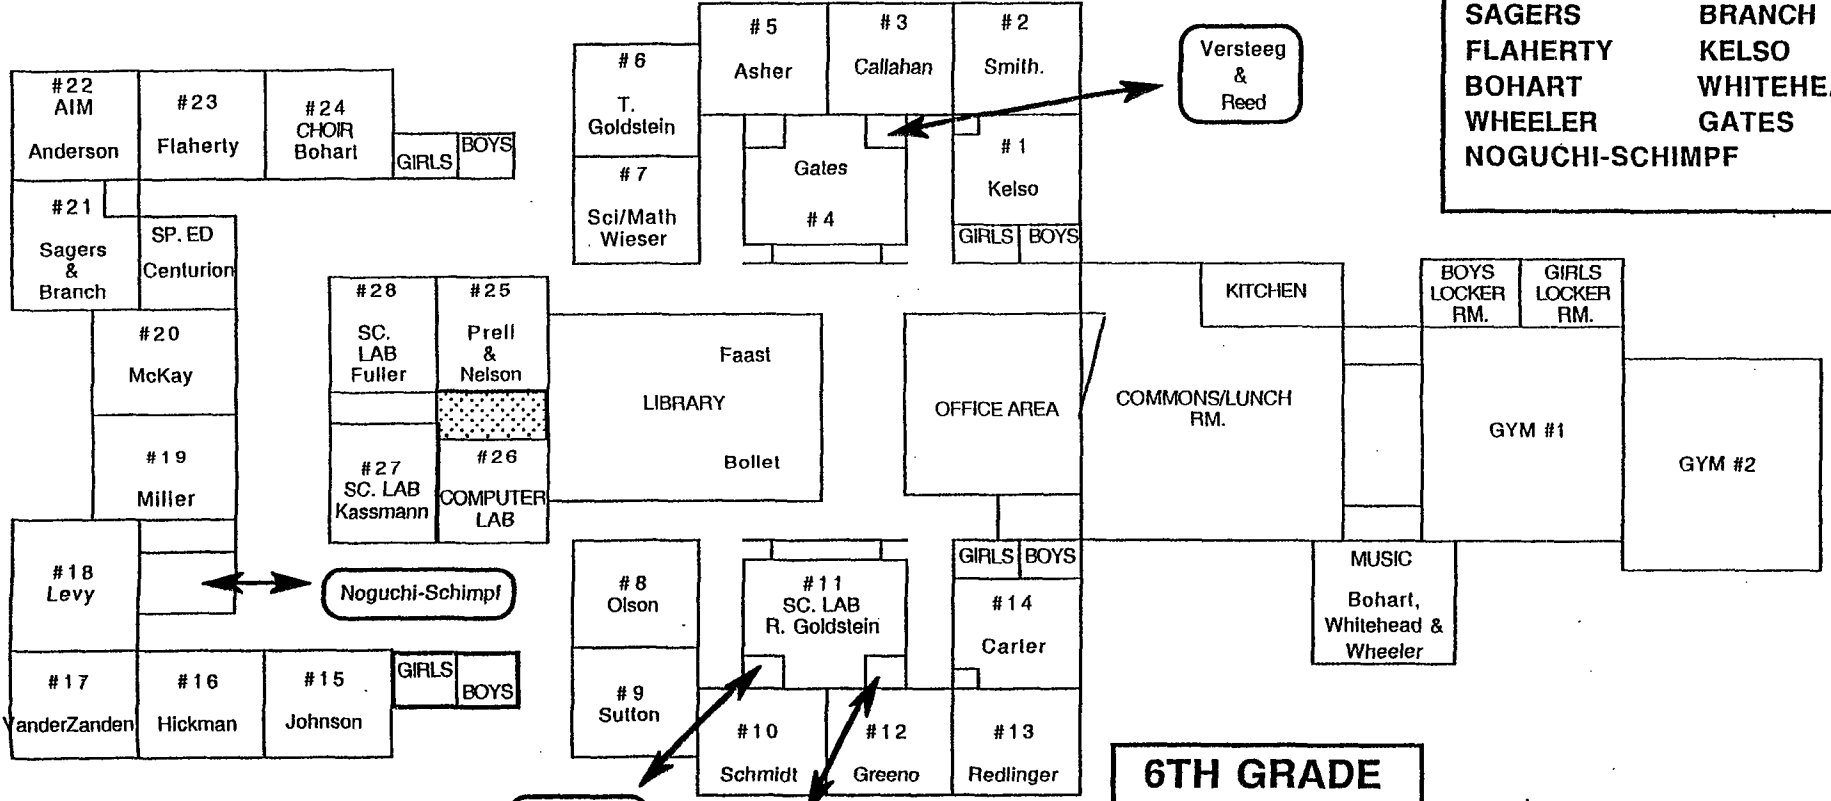 SAGERS BRANCH
FLAHERTY KELSO
BOHART
WHEELER GATES
NOGUCHI-SCHIMPF
Versteeg
&
Reed
#5
Asher
#3
Callahan
#2
Smith.
#6
T.
Goldstein
#7
Sci/Math
Wieser
Gates
#4
#1
Kelso
GIRLS BOYS
#22
AIM
Anderson
#23
Flaherty
#24
CHOIR
Bohart
GIRLS
BOYS
#21
Sagers
&
Branch
SP. ED
Centurion
#20
McKay
#19
Miller
#28
SC.
LAB
Fuller
#25
Prell
&
Nelson
#27
SC. LAB
Kassmann
#26
COMPUTER
LAB
Faast
LIBRARY
Bollet
OFFICE AREA
KITCHEN
COMMONS/LUNCH
RM.
BOYS
LOCKER
RM.
GIRLS
LOCKER
RM.
GYM #1
GYM #2
MUSIC
Bohart,
Whitehead &
Wheeler
#18
Levy
Noguchi-Schimpf
#17
VanderZanden
#16
Hickman
#15
Johnson
GIRLS
BOYS
#8
Olson
#9
Sutton
#11
SC. LAB
R. Goldstein
GIRLS BOYS
#14
Carter
#10
Schmidt
#12
Greeno
#13
Redlinger
6TH GRADE